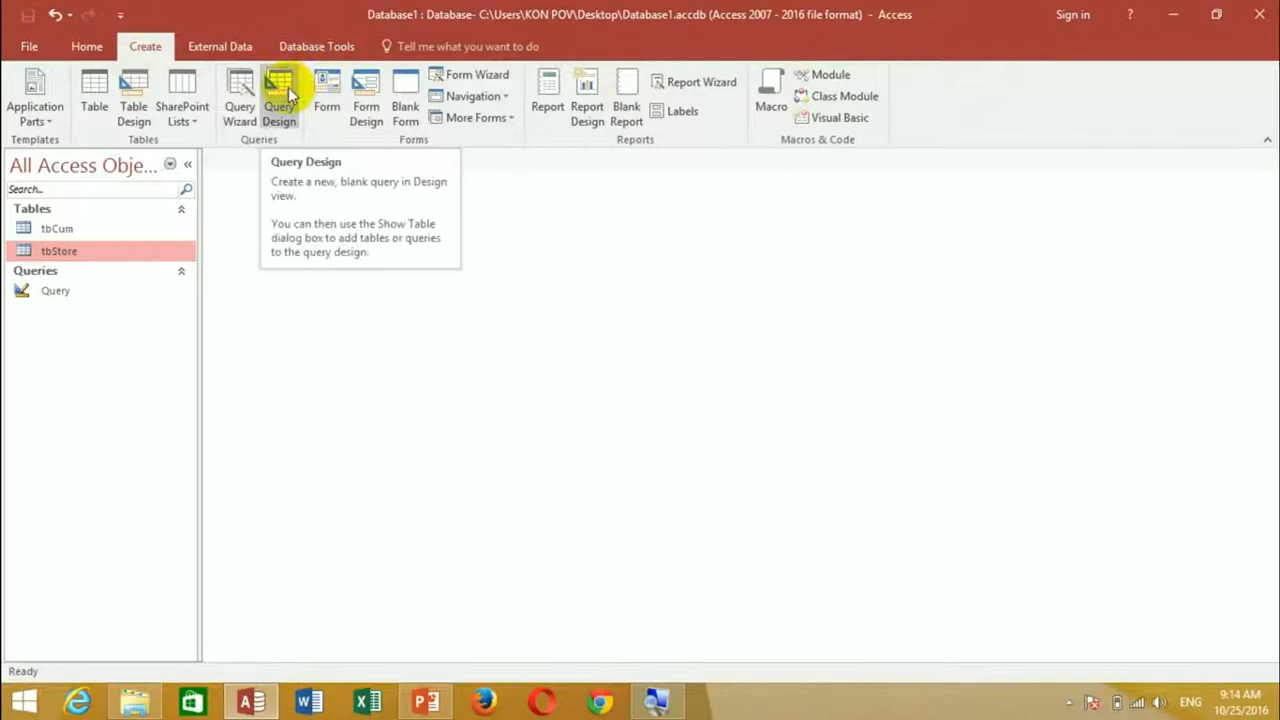 Database1 : Database- C:\Users\KON POV\Desktop\Database1.accdb (Access 2007 - 2016 file format) - Access
Sign in
?
File
Home
Create
External Data
Database Tools
Tell me what you want to do
Application Parts
Table
Table Design
SharePoint Lists
Query Wizard
Query Design
Form
Form Design
Blank Form
Form Wizard
Navigation
More Forms
Report
Report Design
Blank Report
Report Wizard
Labels
Macro
Module
Class Module
Visual Basic
Templates
Tables
Queries
Forms
Reports
Macros & Code
All Access Obje...
Search...
Tables
tbCum
tbStore
Queries
Query
Query Design
Create a new, blank query in Design
view.
You can then use the Show Table
dialog box to add tables or queries
to the query design.
Ready
ENG
9:14 AM
10/25/2016